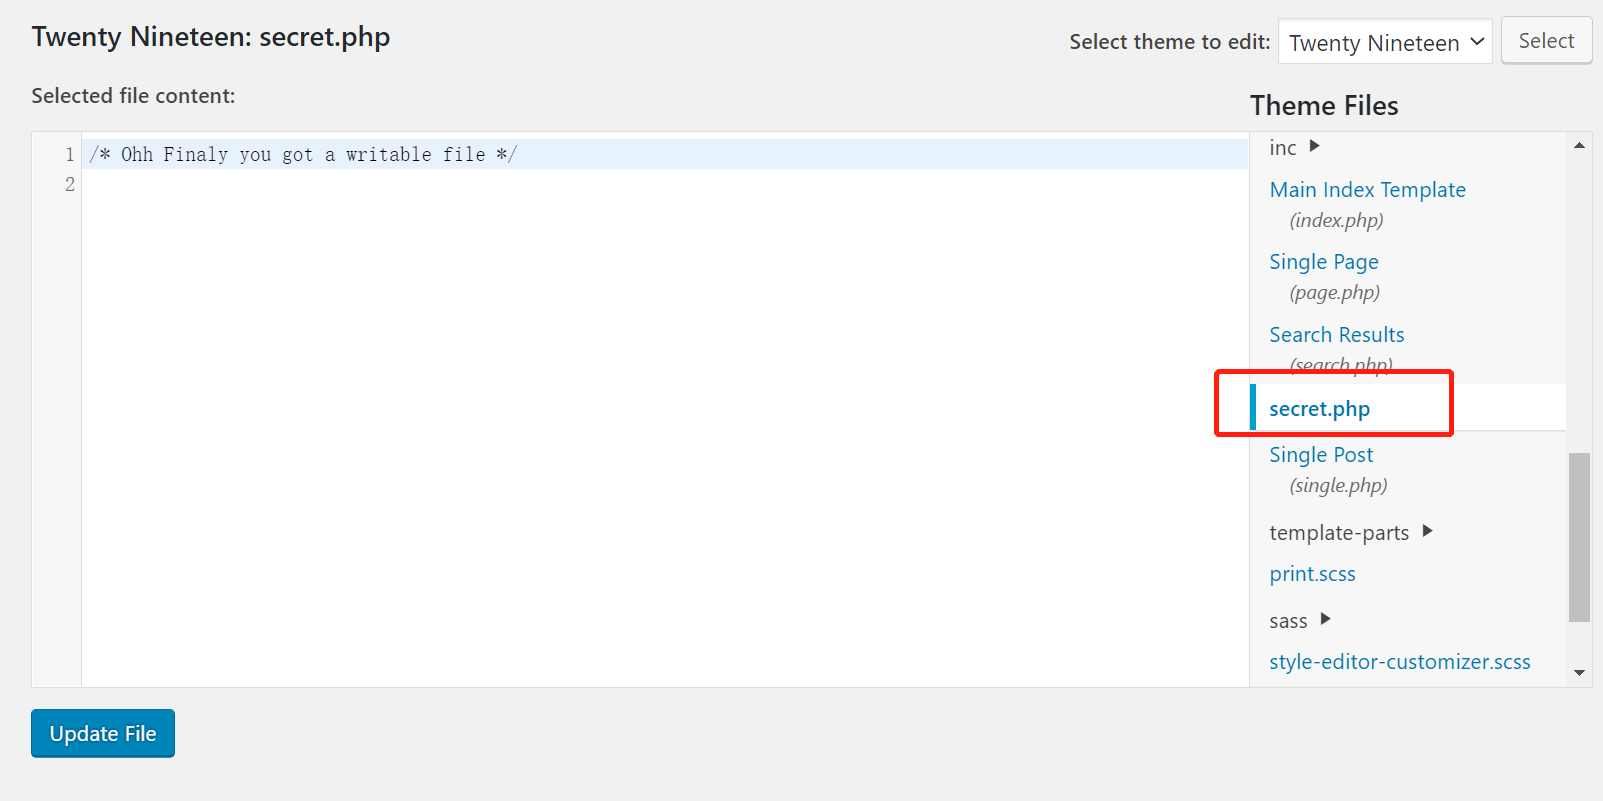 Twenty Nineteen: secret.php
Select theme to edit: Twenty Nineteen Select
Selected file content:
Theme Files
1 /* Ohh Finaly you got a writable file */
2
inc
Main Index Template
(index.php)
Single Page
(page.php)
Search Results
(search.php)
secret.php
Single Post
(single.php)
template-parts
print.scss
sass
style-editor-customizer.scss
Update File